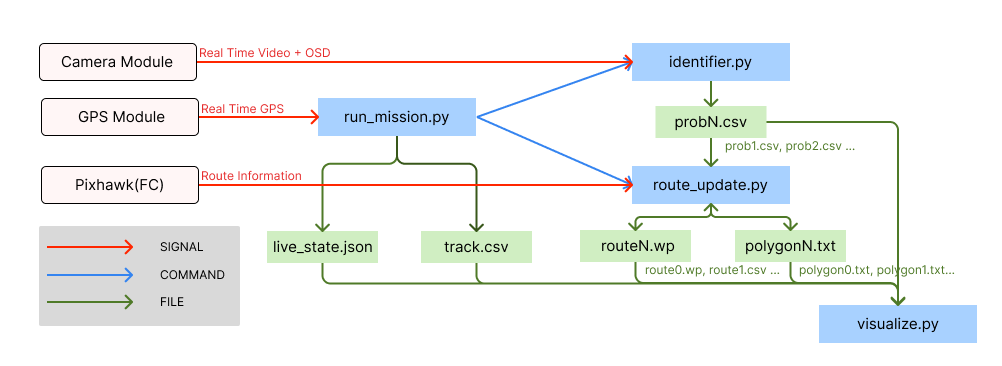 Real Time Video + OSD
Camera Module
identifier.py
Real Time GPS
GPS Module
run_mission.py
probN.csv
prob1.csv, prob2.csv ...
Route Information
Pixhawk(FC)
route_update.py
SIGNAL
COMMAND
FILE
live_state.json
track.csv
routeN.wp
polygonN.txt
route0.wp, route1.csv ...
polygon0.txt, polygon1.txt...
visualize.py